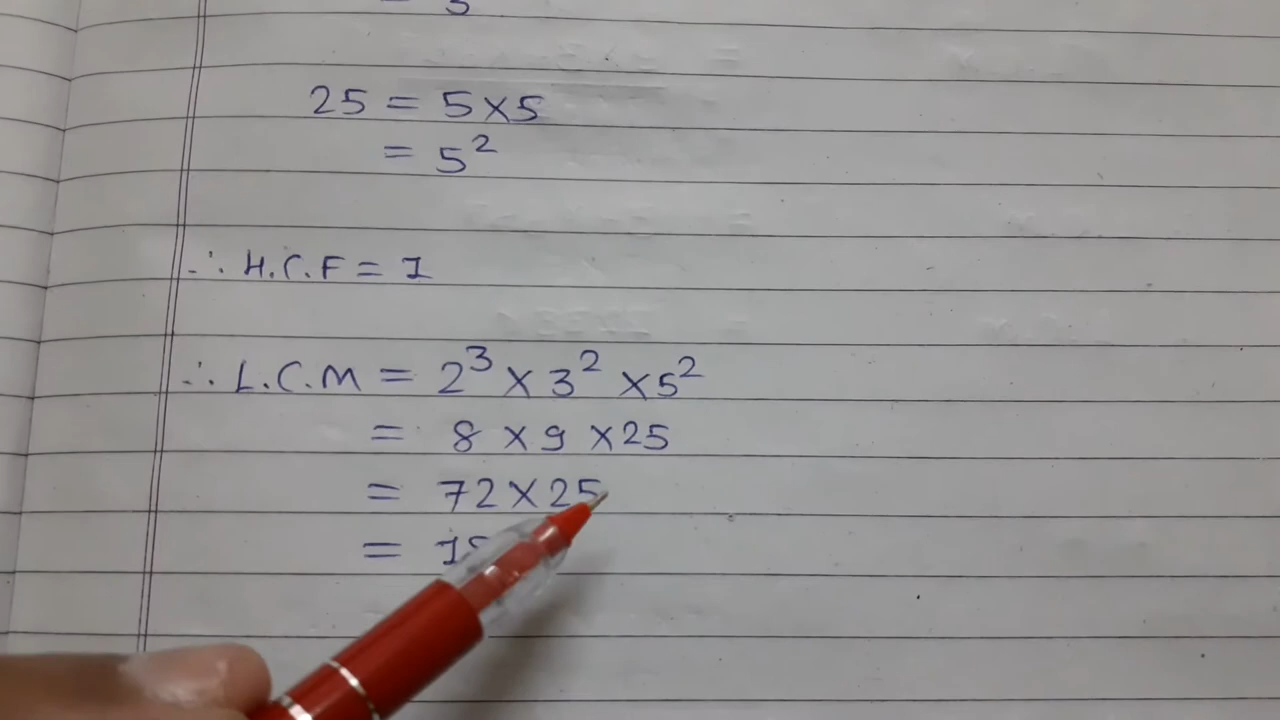 25 = 5×5
= 5²
∴ H.C.F = 1
∴ L.C.M = 2³ × 3² × 5²
= 8 × 9 × 25
= 72 × 25